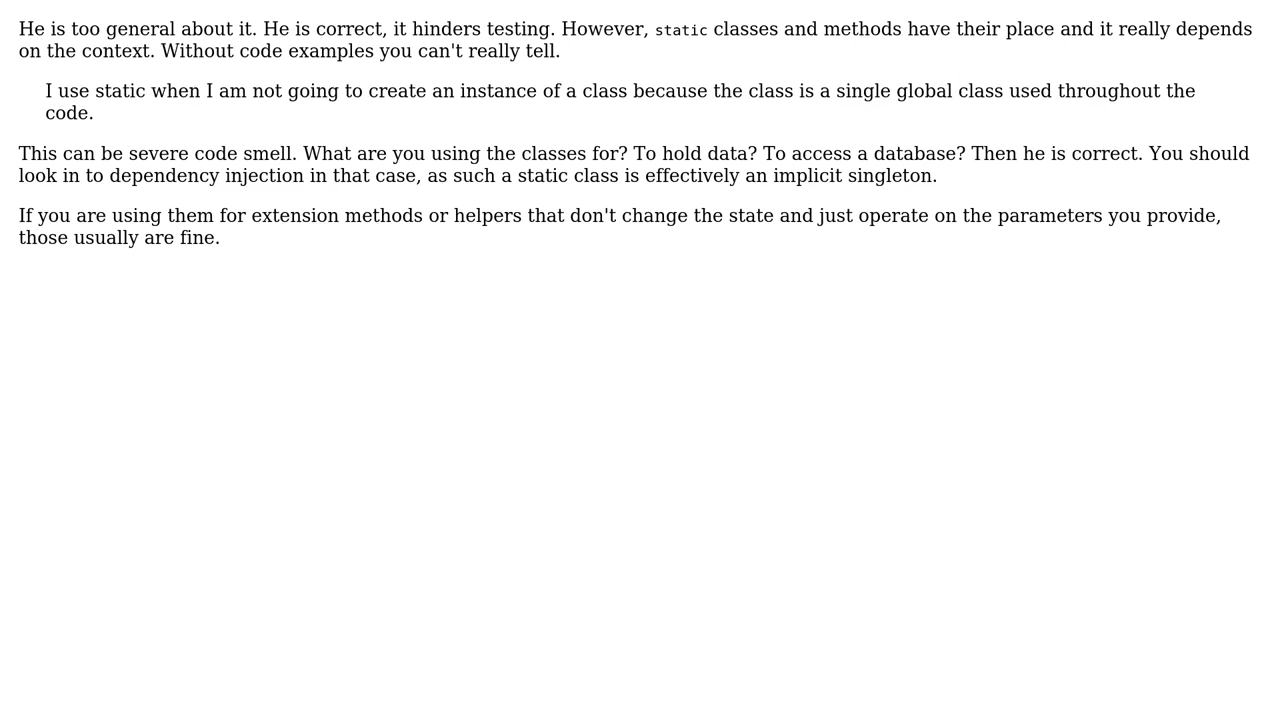 He is too general about it. He is correct, it hinders testing. However, static classes and methods have their place and it really depends
on the context. Without code examples you can't really tell.
I use static when I am not going to create an instance of a class because the class is a single global class used throughout the
code.
This can be severe code smell. What are you using the classes for? To hold data? To access a database? Then he is correct. You should
look in to dependency injection in that case, as such a static class is effectively an implicit singleton.
If you are using them for extension methods or helpers that don't change the state and just operate on the parameters you provide,
those usually are fine.